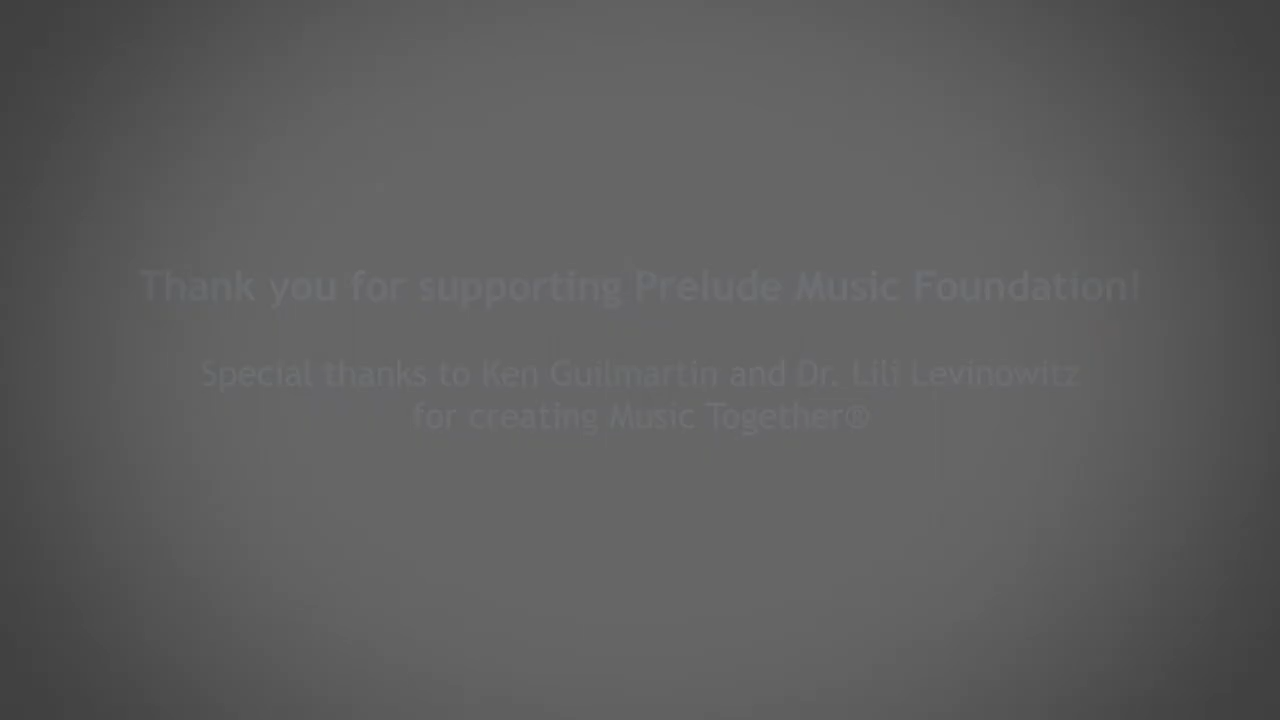 Thank you for supporting Prelude Music Foundation!
Special thanks to Ken Guilmartin and Dr. Lili Levinowitz
for creating Music Together®